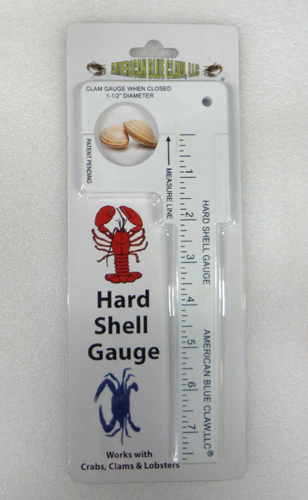 AMERICAN BLUE CLAW, LLC
®
CLAM GAUGE WHEN CLOSED
1-1/2" DIAMETER
PATENT PENDING
MEASURE LINE
1
2
3
4
5
6
7
HARD SHELL GAUGE
AMERICAN BLUE CLAW,LLC®
Hard
Shell
Gauge
Works with
Crabs, Clams & Lobsters